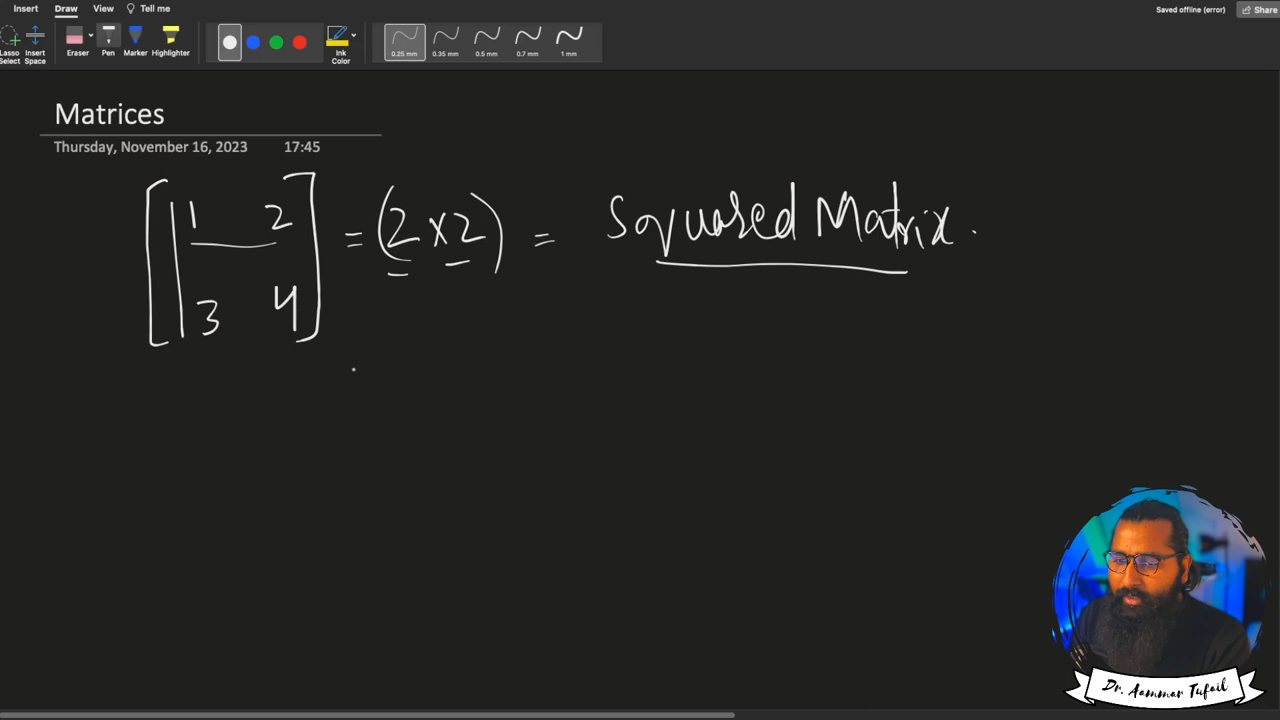 Insert Draw View Tell me
Saved offline (error) Share
Lasso Select Insert Space Eraser Pen Marker Highlighter Ink Color 0.25 mm 0.35 mm 0.5 mm 0.7 mm 1 mm
Matrices
Thursday, November 16, 2023 17:45
[1 2
3 4] = (2 × 2) = Squared Matrix.
Dr. Aammar Tufail